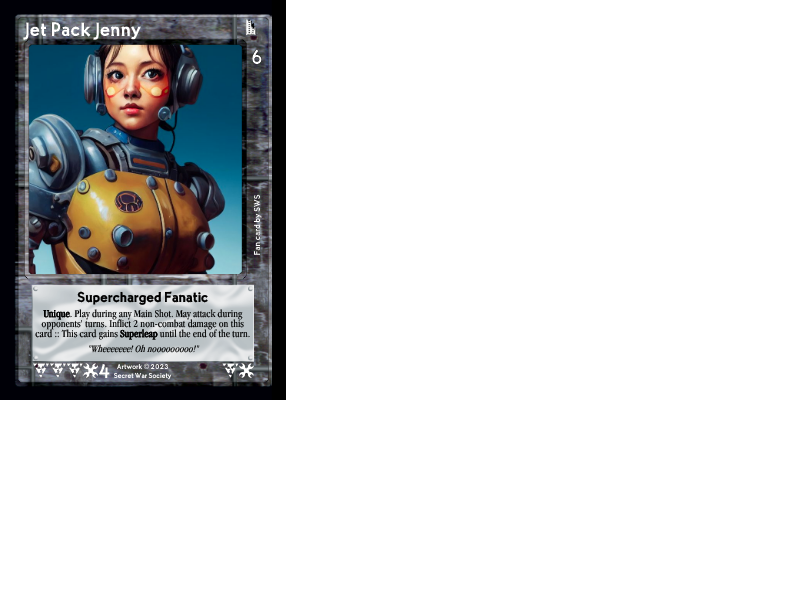 Jet Pack Jenny
6
Fan card by SWS
Supercharged Fanatic
Unique. Play during any Main Shot. May attack during
opponents' turns. Inflict 2 non-combat damage on this
card :: This card gains Superleap until the end of the turn.
"Wheeeeeee! Oh nooooooooo!"
4
Artwork © 2023
Secret War Society